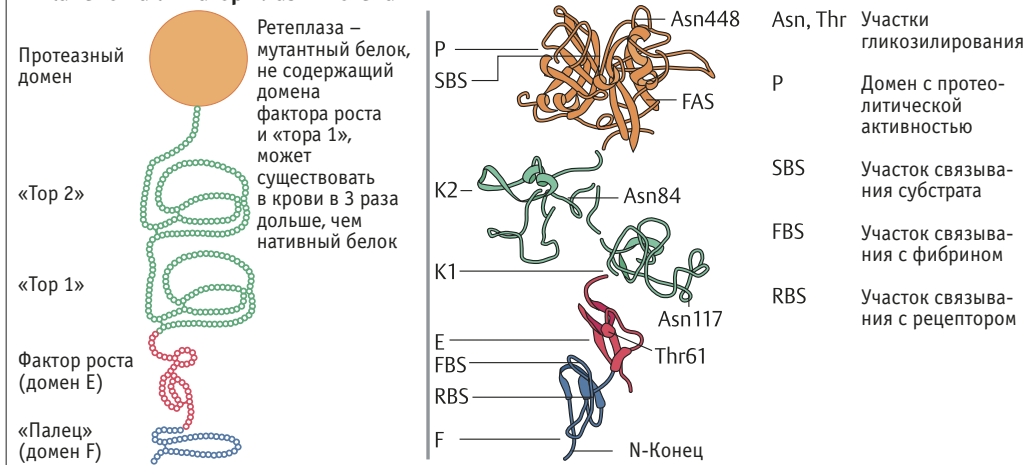 Протеазный
домен
«Тор 2»
«Тор 1»
Фактор роста
(домен E)
«Палец»
(домен F)
Ретеплаза –
мутантный белок,
не содержащий
домена
фактора роста
и «тора 1»,
может
существовать
в крови в 3 раза
дольше, чем
нативный белок
Asn448
P
SBS
FAS
K2
Asn84
K1
Asn117
E
Thr61
FBS
RBS
F
N-Конец
Asn, Thr Участки
гликозилирования
P Домен с протео-
литической
активностью
SBS Участок связыва-
ния субстрата
FBS Участок связыва-
ния с фибрином
RBS Участок связыва-
ния с рецептором